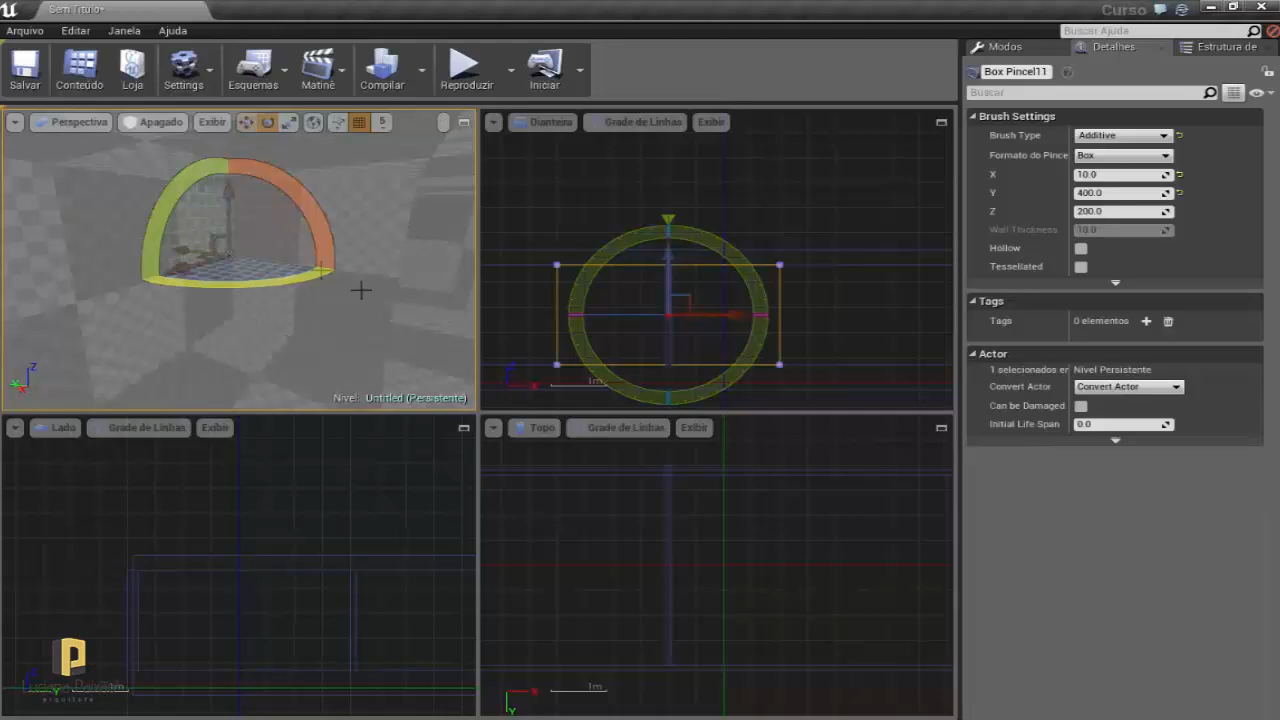 Sem Título*
Curso
Arquivo Editar Janela Ajuda
Buscar Ajuda
Salvar Conteúdo Loja Settings Esquemas Matinê Compilar Reproduzir Iniciar
Modos Detalhes Estrutura de
Box Pincel11
Buscar
Perspectiva Apagado Exibir 5
Dianteira Grade de Linhas Exibir
Brush Settings
Brush Type Additive
Formato do Pince Box
X 10.0
Y 400.0
Z 200.0
Wall Thickness 10.0
Hollow
Tessellated
Tags
Tags 0 elementos
Actor
1 selecionados er Nível Persistente
Convert Actor Convert Actor
Can be Damaged
Initial Life Span 0.0
Z
X
1m
Nível: Untitled (Persistente)
Lado Grade de Linhas Exibir
Topo Grade de Linhas Exibir
1m
arquiteto
X
1m
Y